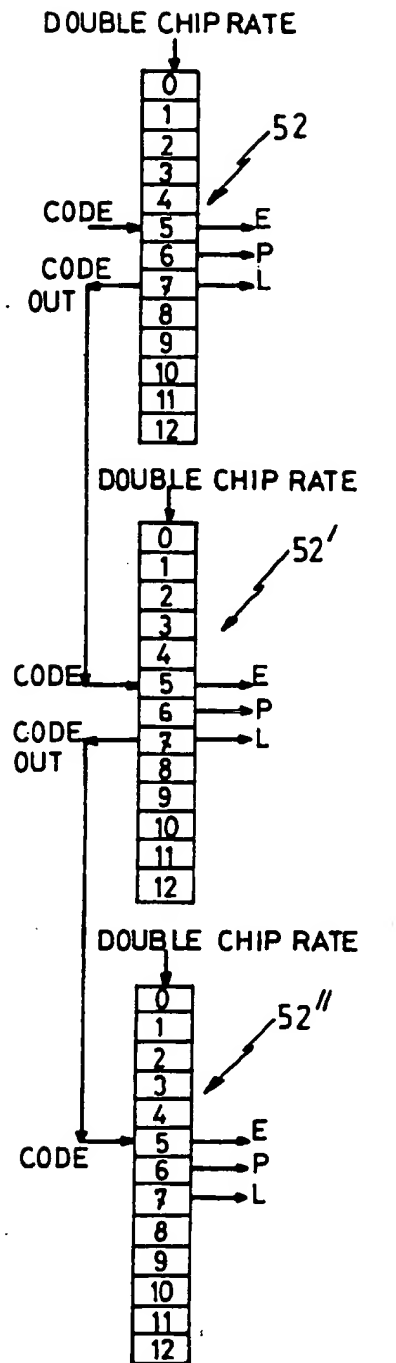 DOUBLE CHIP RATE
0
1
2
52
3
4
CODE 5 E
6 P
CODE OUT 7 L
8
9
10
11
12
DOUBLE CHIP RATE
0
52′
1
2
3
4
CODE 5 E
6 P
CODE OUT 7 L
8
9
10
11
12
DOUBLE CHIP RATE
0
52″
1
2
3
4
CODE 5 E
6 P
7 L
8
9
10
11
12